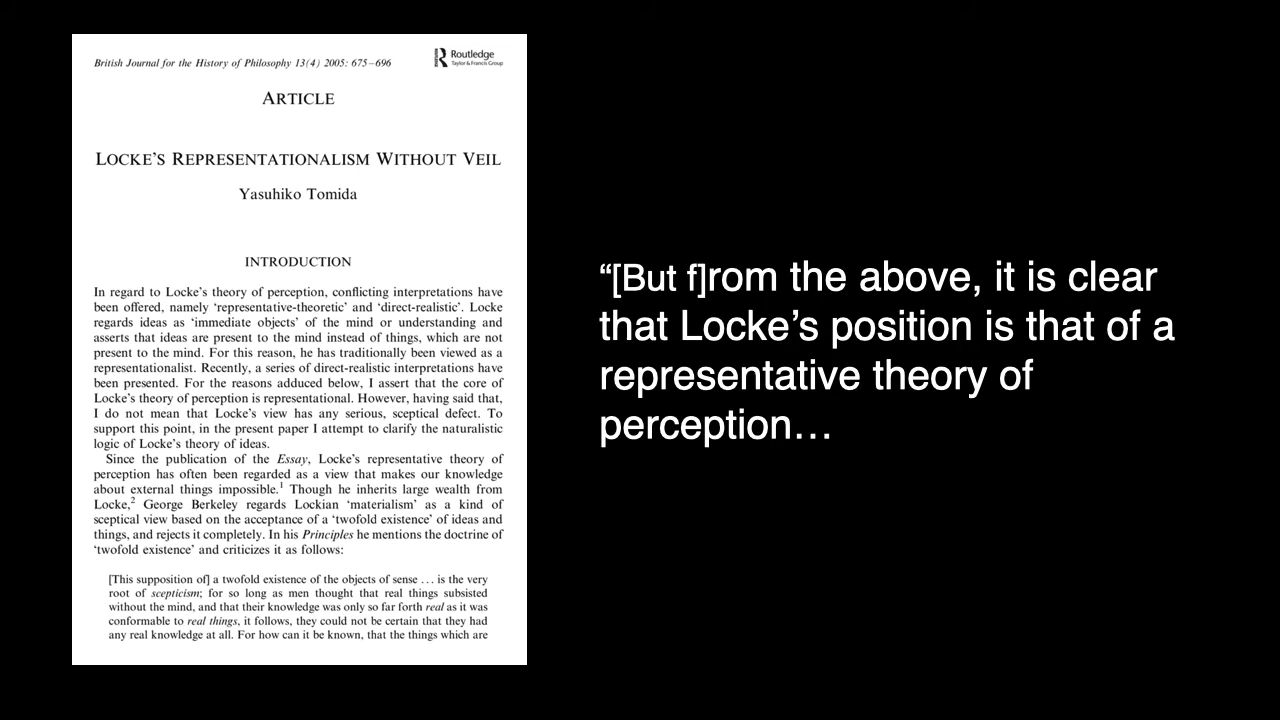 British Journal for the History of Philosophy 13(4) 2005: 675–696
Routledge
Taylor & Francis Group
ARTICLE
LOCKE'S REPRESENTATIONALISM WITHOUT VEIL
Yasuhiko Tomida
INTRODUCTION
In regard to Locke's theory of perception, conflicting interpretations have
been offered, namely 'representative-theoretic' and 'direct-realistic'. Locke
regards ideas as 'immediate objects' of the mind or understanding and
asserts that ideas are present to the mind instead of things, which are not
present to the mind. For this reason, he has traditionally been viewed as a
representationalist. Recently, a series of direct-realistic interpretations have
been presented. For the reasons adduced below, I assert that the core of
Locke's theory of perception is representational. However, having said that,
I do not mean that Locke's view has any serious, sceptical defect. To
support this point, in the present paper I attempt to clarify the naturalistic
logic of Locke's theory of ideas.
Since the publication of the Essay, Locke's representative theory of
perception has often been regarded as a view that makes our knowledge
about external things impossible.1 Though he inherits large wealth from
Locke,2 George Berkeley regards Lockian 'materialism' as a kind of
sceptical view based on the acceptance of a 'twofold existence' of ideas and
things, and rejects it completely. In his Principles he mentions the doctrine of
'twofold existence' and criticizes it as follows:
[This supposition of] a twofold existence of the objects of sense … is the very
root of scepticism; for so long as men thought that real things subsisted
without the mind, and that their knowledge was only so far forth real as it was
conformable to real things, it follows, they could not be certain that they had
any real knowledge at all. For how can it be known, that the things which are
“[But f]rom the above, it is clear
that Locke’s position is that of a
representative theory of
perception…